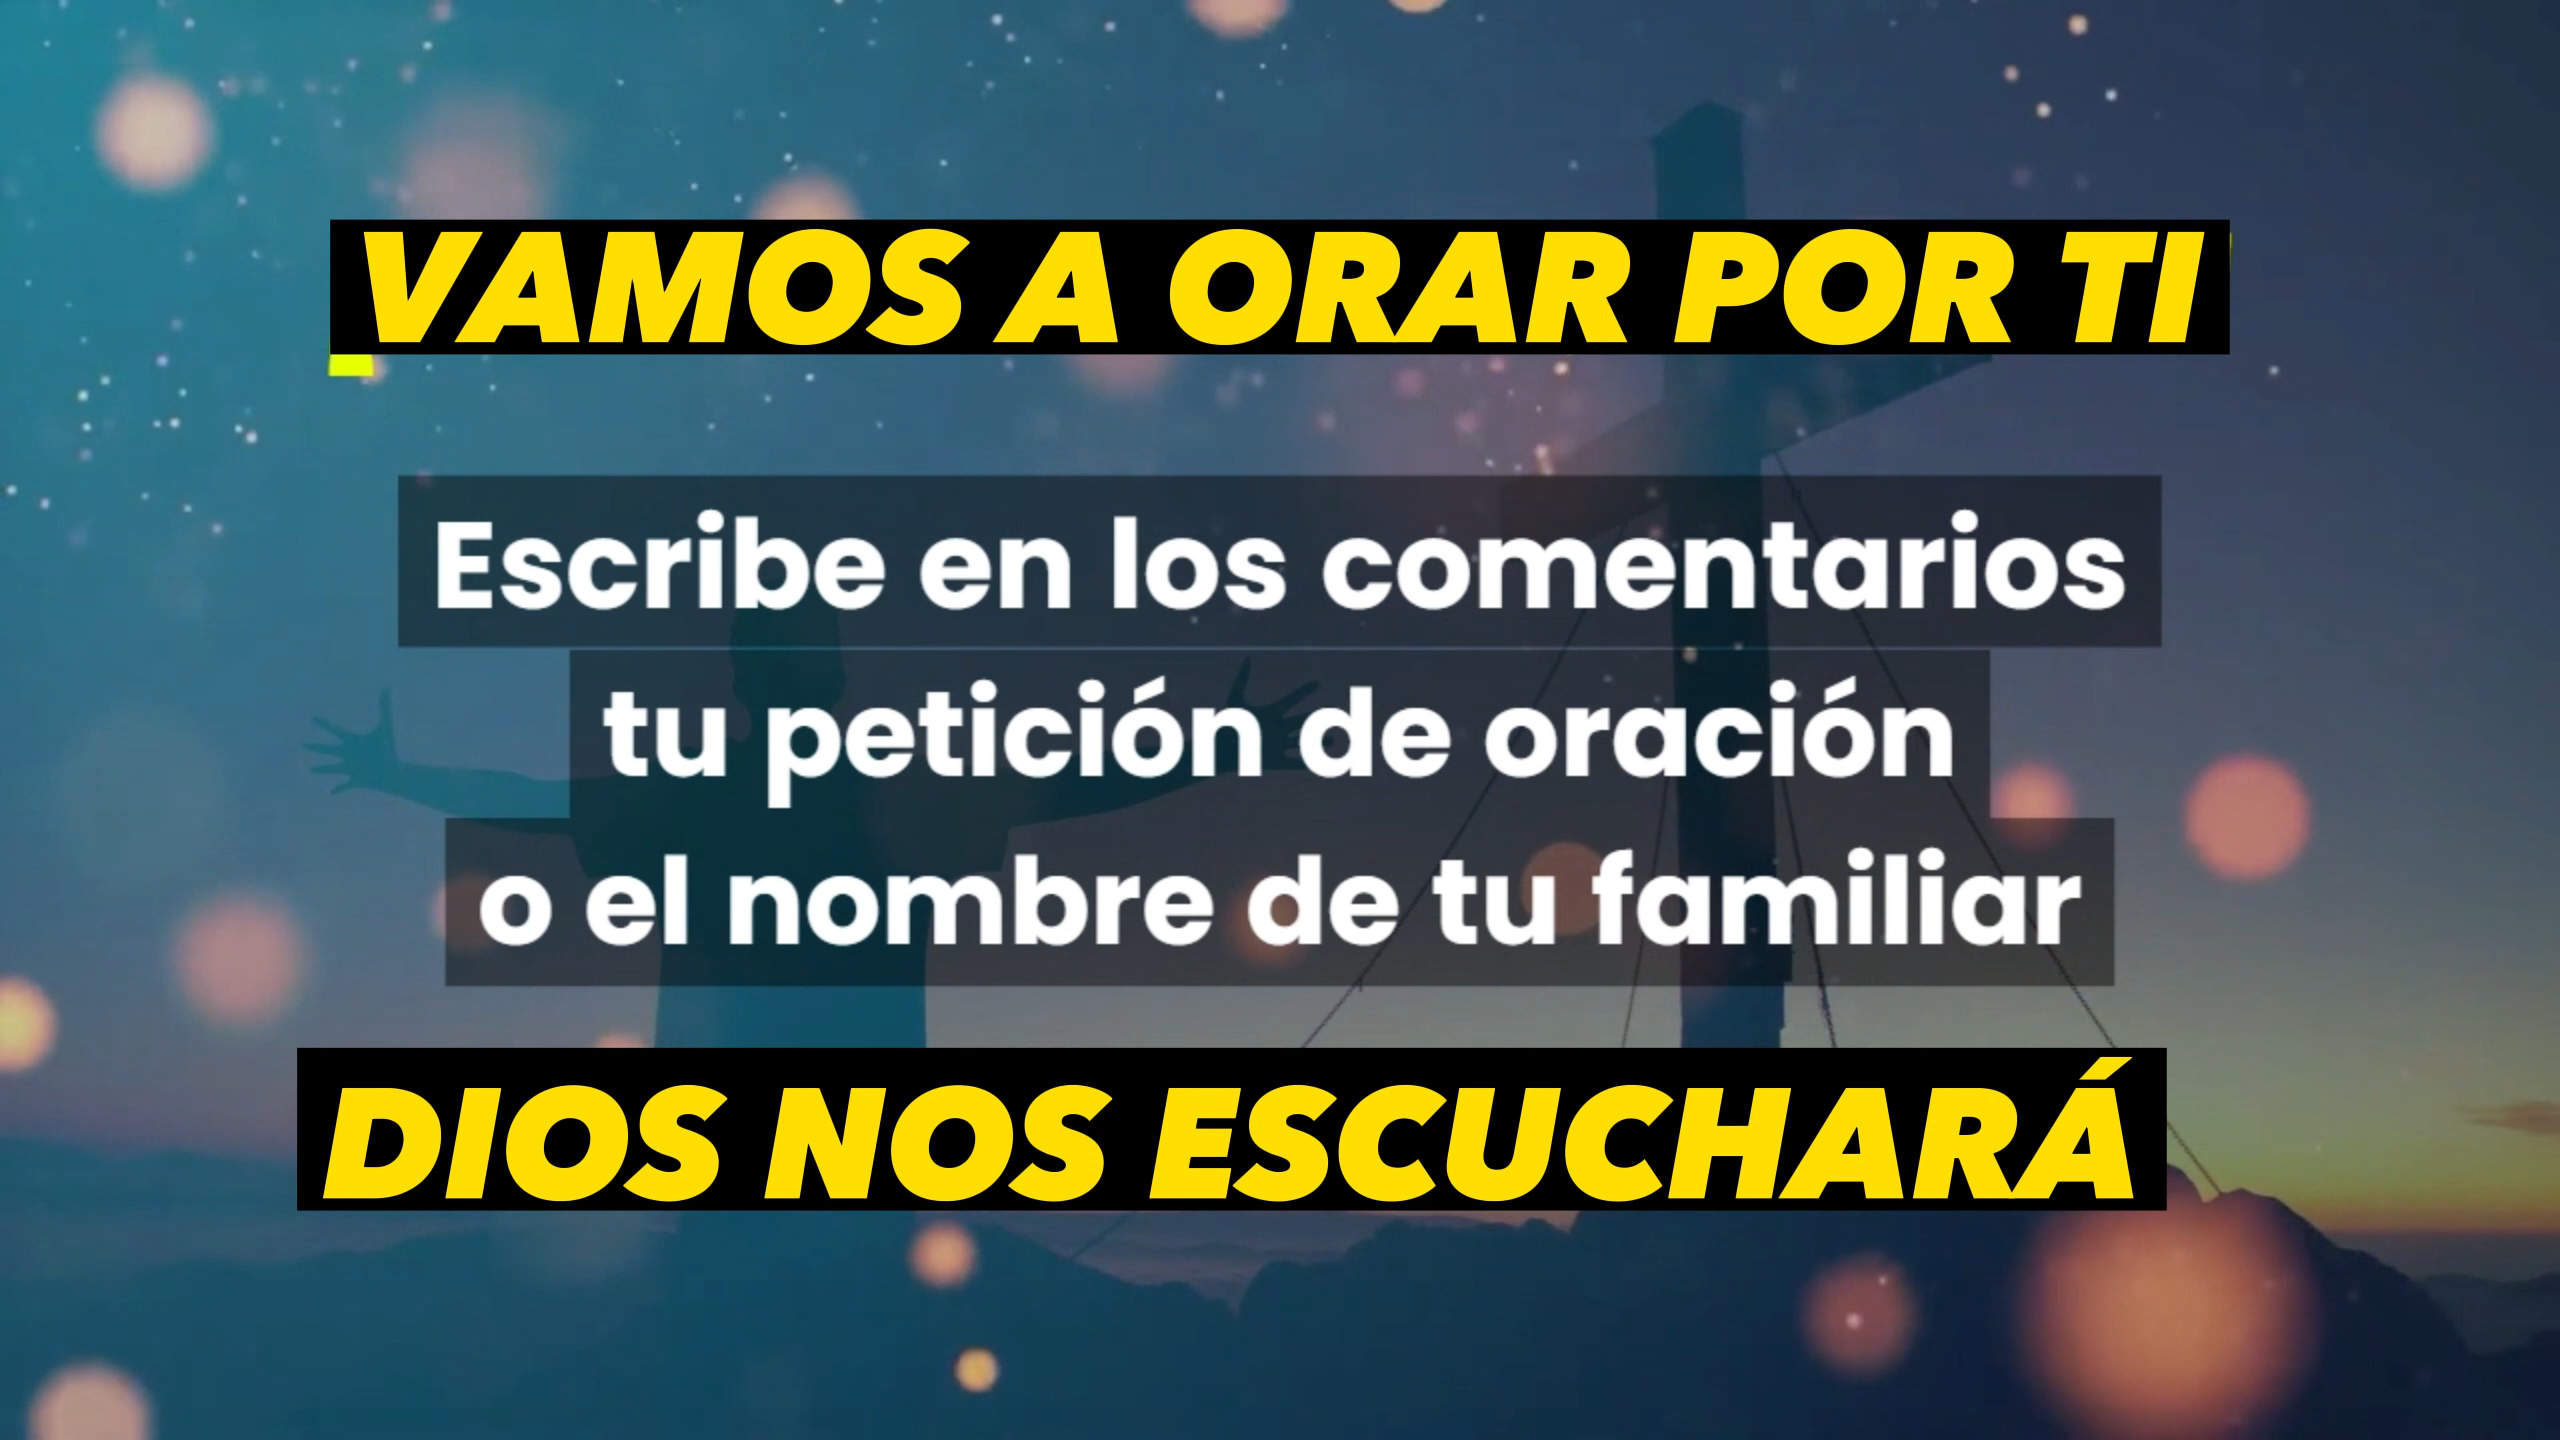 VAMOS A ORAR POR TI
Escribe en los comentarios
tu petición de oración
o el nombre de tu familiar
DIOS NOS ESCUCHARÁ